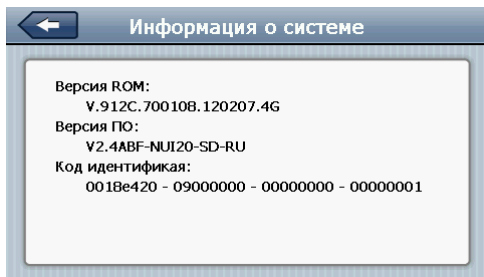 Информация о системе
Версия ROM:
V.912C.700108.120207.4G
Версия ПО:
V2.4ABF-NUI20-SD-RU
Код идентификая:
0018e420 - 09000000 - 00000000 - 00000001